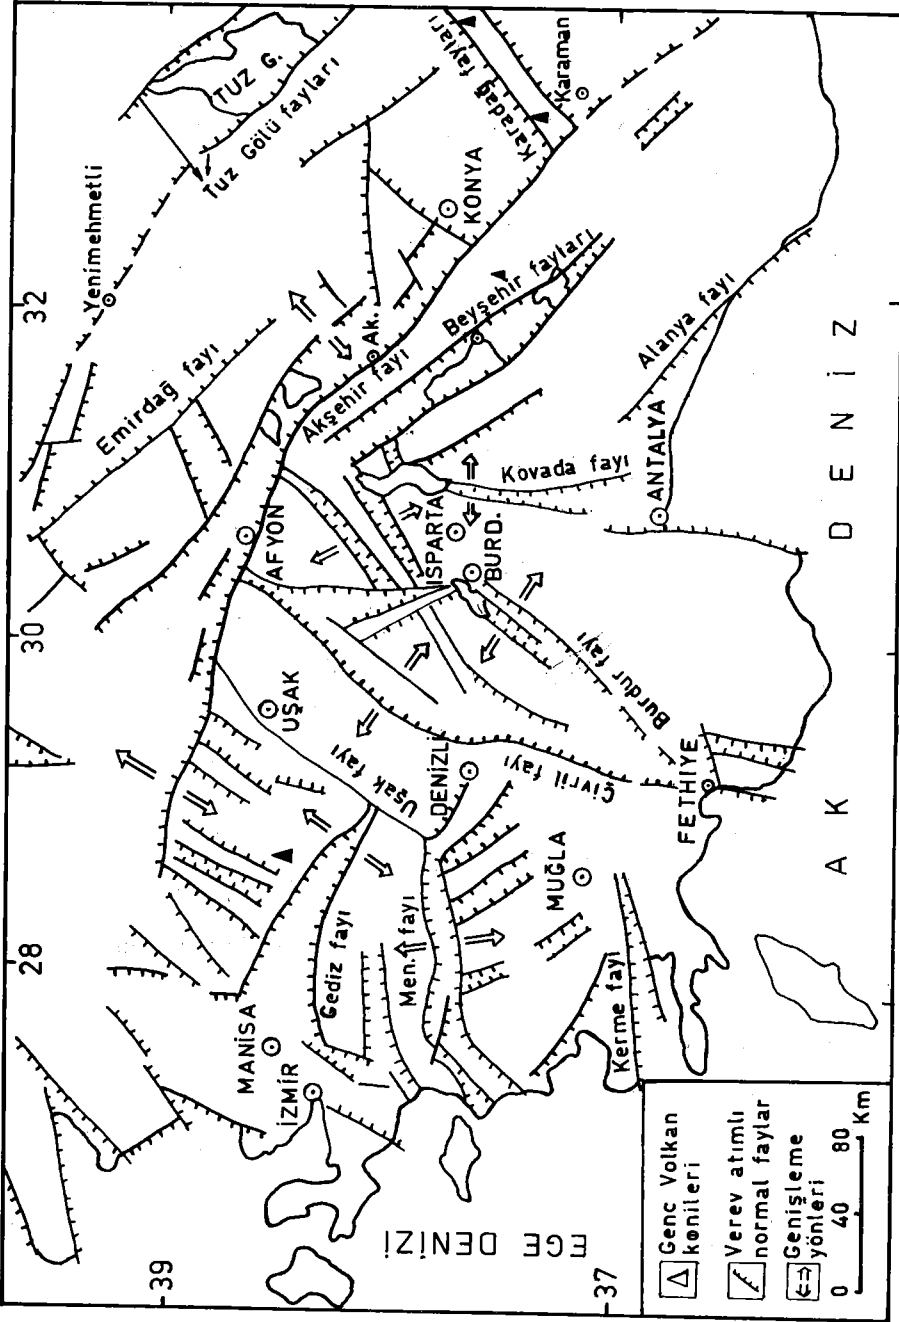 28
30
32
39
37
Yenimehmetli
TUZ G.
Tuz Gölü fayları
Karadağ fayları
Karaman
KONYA
Emirdağ fayı
Ak.
Akşehir fayı
Beyşehir fayları
Alanya fayı
AFYON
ISPARTA
BURD.
Kovada fayı
ANTALYA
UŞAK
Uşak fayı
DENİZLİ
Çivril fayı
Burdur fayı
FETHIYE
MUĞLA
MANİSA
İZMİR
Gediz fayı
Men. fayı
Kerme fayı
EGE DENİZİ
AK DENİZ
Genc Volkan
konileri
Verev atımlı
normal faylar
Genişleme
yönleri
0 40 80 Km